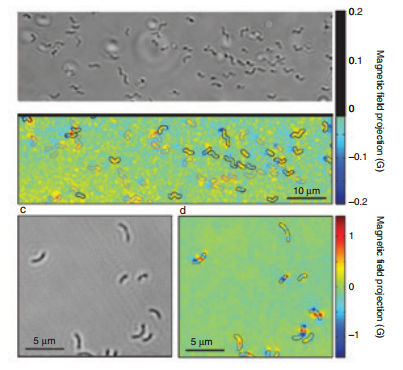 0.2
0.1
0
−0.1
−0.2
Magnetic field projection (G)
10 μm
c
d
1
0
−1
Magnetic field projection (G)
5 μm
5 μm